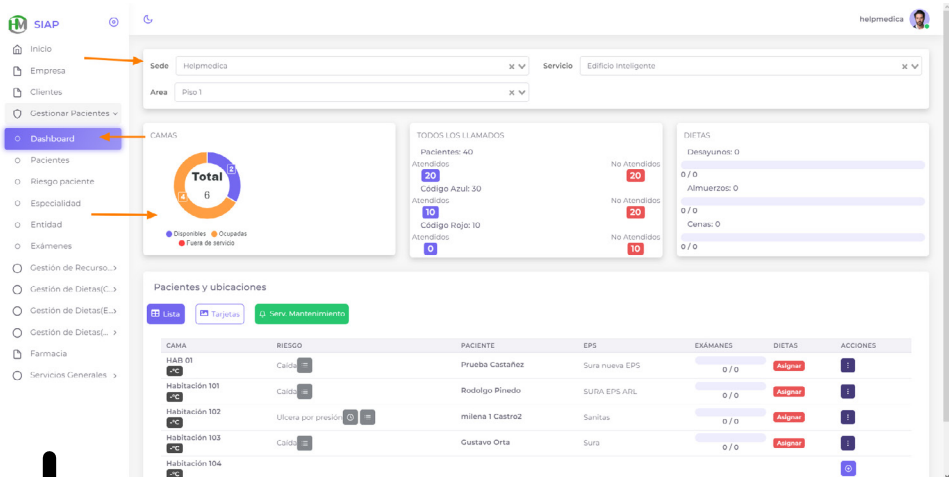 HM SIAP
helpmedica
Inicio
Empresa
Clientes
Gestionar Pacientes
Dashboard
Pacientes
Riesgo paciente
Especialidad
Entidad
Exámenes
Gestión de Recurso...
Gestión de Dietas(C...
Gestión de Dietas(E...
Gestión de Dietas(...
Farmacia
Servicios Generales
Sede Helpmedica
Servicio Edificio Inteligente
Area Piso 1
CAMAS
2
Total
6
4
Disponibles Ocupadas
Fuera de servicio
TODOS LOS LLAMADOS
Pacientes: 40
Atendidos No Atendidos
20 20
Código Azul: 30
Atendidos No Atendidos
10 20
Código Rojo: 10
Atendidos No Atendidos
0 10
DIETAS
Desayunos: 0
0 / 0
Almuerzos: 0
0 / 0
Cenas: 0
0 / 0
Pacientes y ubicaciones
Lista Tarjetas Serv. Mantenimiento
CAMA RIESGO PACIENTE EPS EXÁMANES DIETAS ACCIONES
HAB 01
-°C Caida Prueba Castañez Sura nueva EPS 0 / 0 Asignar
Habitación 101
-°C Caida Rodolgo Pinedo SURA EPS ARL 0 / 0 Asignar
Habitación 102
-°C Ulcera por presión milena 1 Castro2 Sanitas 0 / 0 Asignar
Habitación 103
-°C Caida Gustavo Orta Sura 0 / 0 Asignar
Habitación 104
-°C